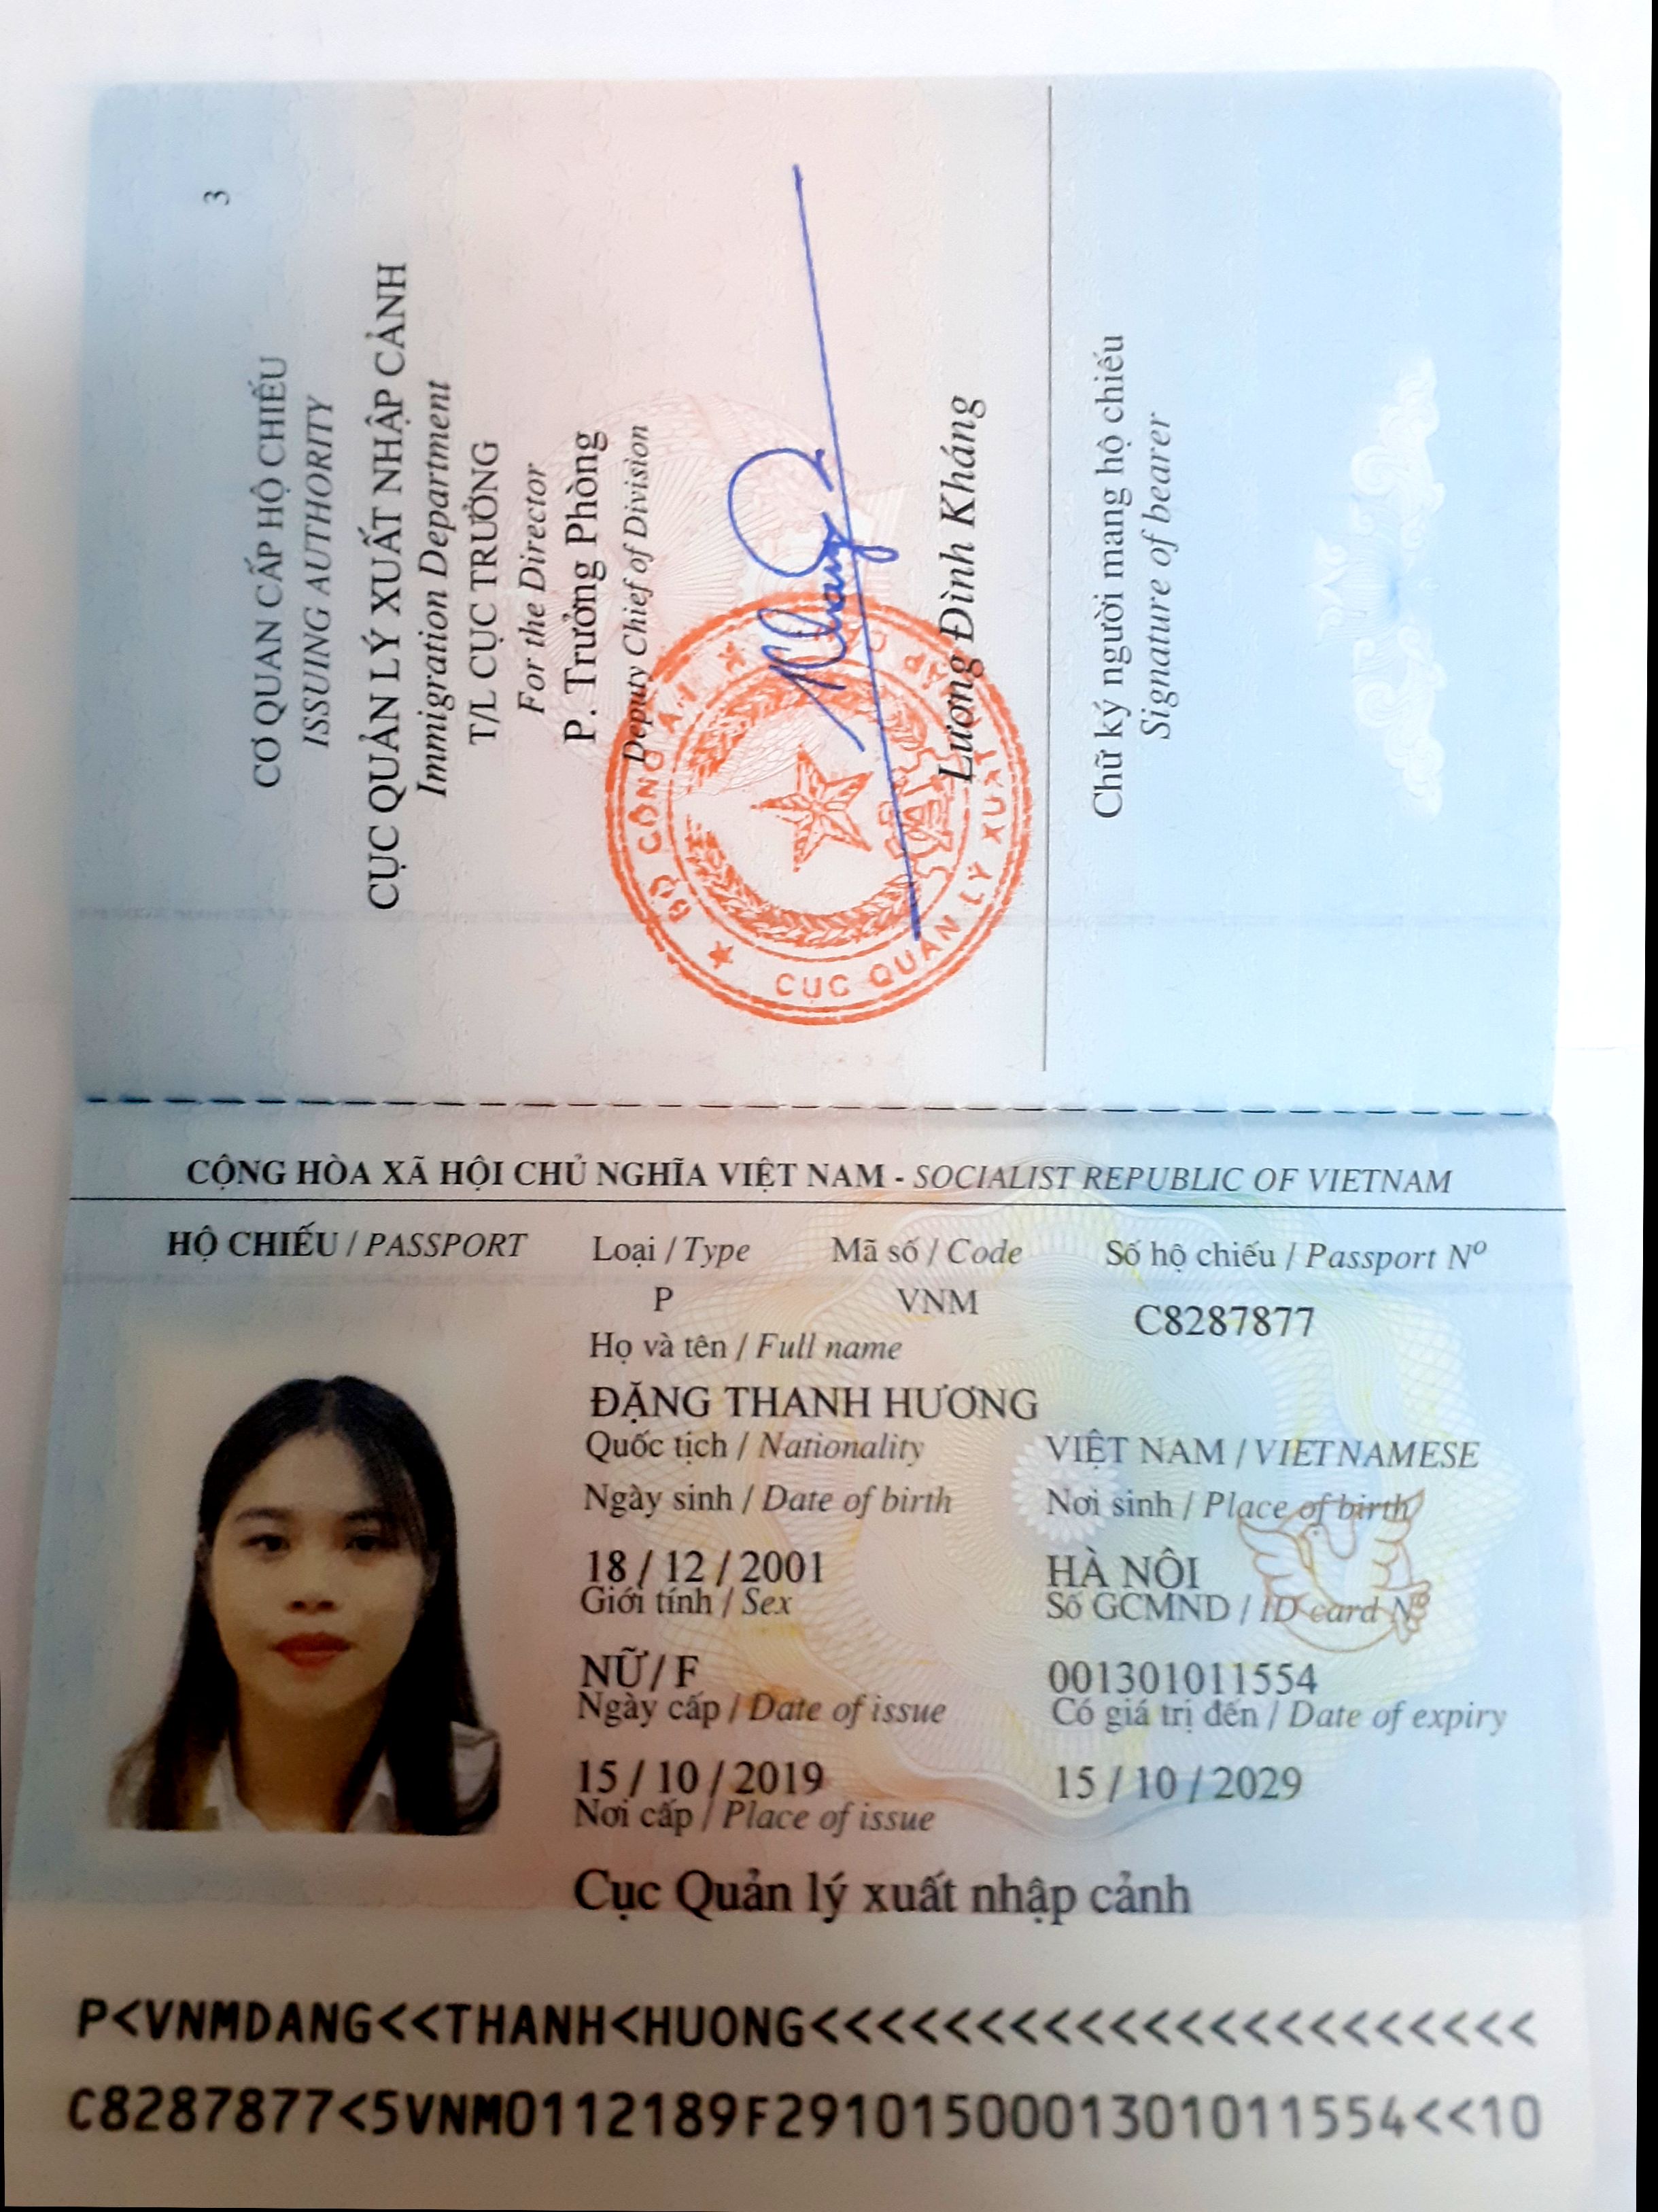 3
CƠ QUAN CẤP HỘ CHIẾU
ISSUING AUTHORITY
CỤC QUẢN LÝ XUẤT NHẬP CẢNH
Immigration Department
T/L CỤC TRƯỞNG
For the Director
P. Trưởng Phòng
Deputy Chief of Division
BỘ CÔNG A
CỤC QUẢN LÝ XUẤT
Lương Đình Kháng
Chữ ký người mang hộ chiếu
Signature of bearer
CỘNG HÒA XÃ HỘI CHỦ NGHĨA VIỆT NAM - SOCIALIST REPUBLIC OF VIETNAM
HỘ CHIẾU / PASSPORT Loại / Type Mã số / Code Số hộ chiếu / Passport Nº
P VNM C8287877
Họ và tên / Full name
ĐẶNG THANH HƯƠNG
Quốc tịch / Nationality VIỆT NAM / VIETNAMESE
Ngày sinh / Date of birth Nơi sinh / Place of birth
18 / 12 / 2001 HÀ NÔI
Giới tính / Sex Số GCMND / ID card Nº
NỮ / F 001301011554
Ngày cấp / Date of issue Có giá trị đến / Date of expiry
15 / 10 / 2019 15 / 10 / 2029
Nơi cấp / Place of issue
Cục Quản lý xuất nhập cảnh
P<VNMDANG<<THANH<HUONG<<<<<<<<<<<<<<<<<<<<<<
C8287877<5VNM0112189F2910150001301011554<<10